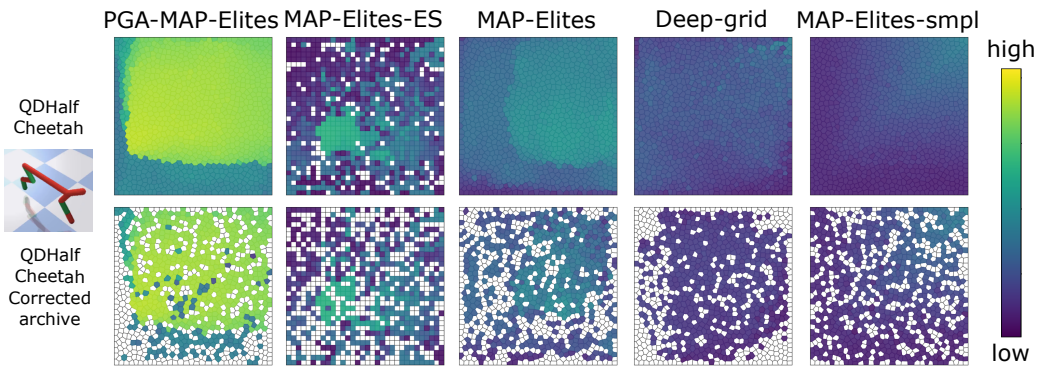 PGA-MAP-Elites
MAP-Elites-ES
MAP-Elites
Deep-grid
MAP-Elites-smpl
high
QDHalf
Cheetah
QDHalf
Cheetah
Corrected
archive
low